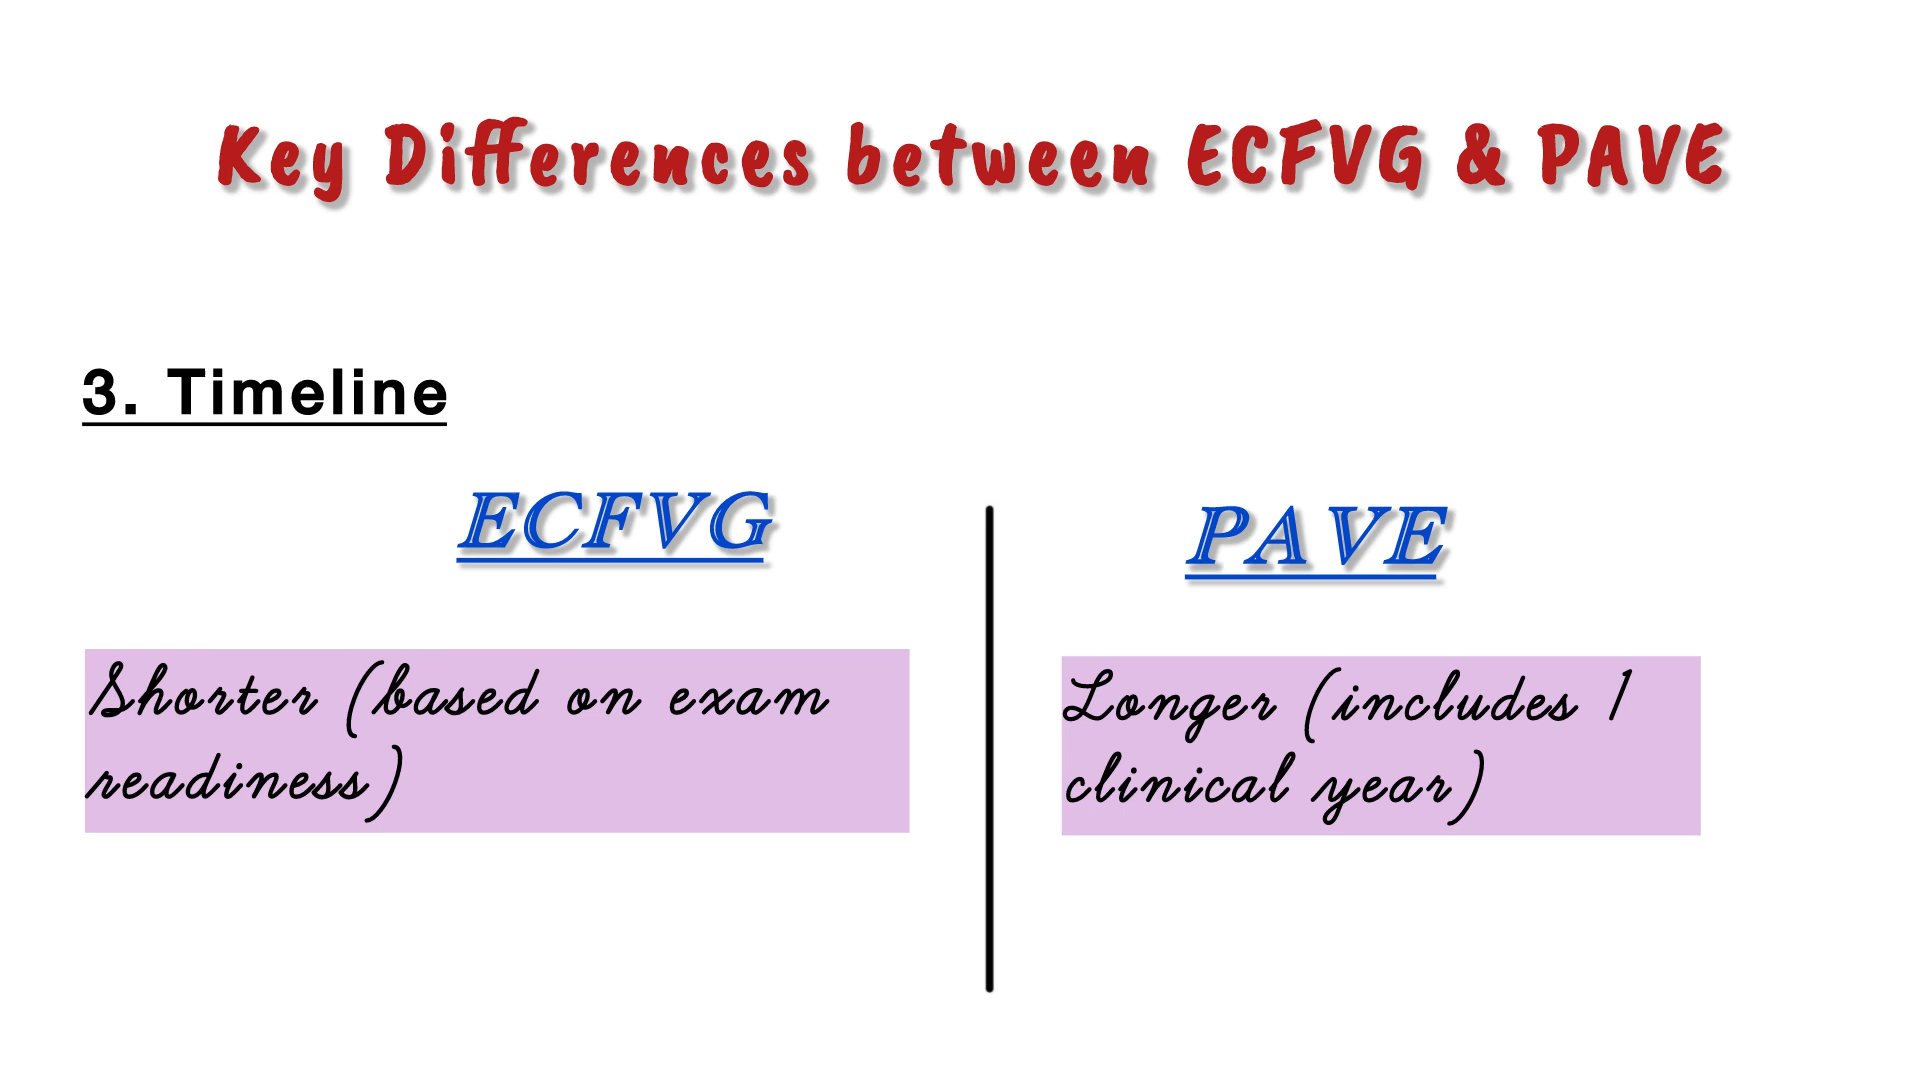 Key Differences between ECFVG & PAVE
3. Timeline
ECFVG
Shorter (based on exam
readiness)
PAVE
Longer (includes 1
clinical year)